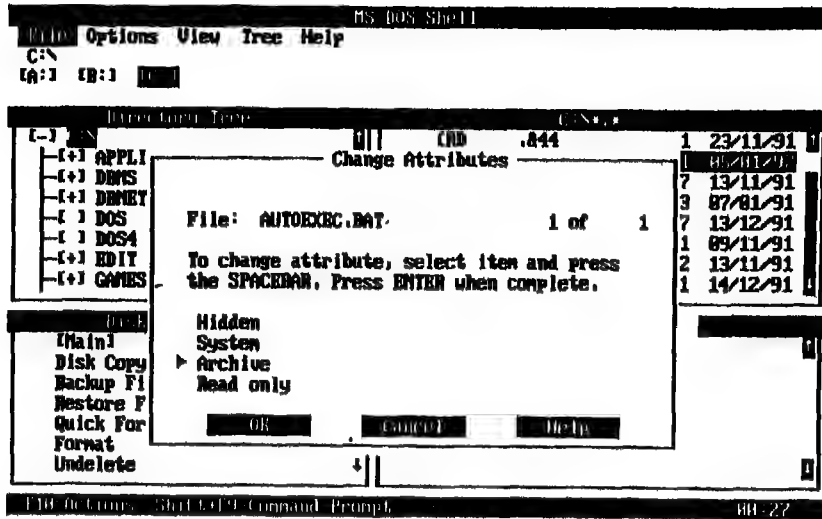 MS DOS Shell
File Options View Tree Help
C:\
[A:] [B:] [C:]
Directory Tree C:\*.*
[-] C:\ CMD .844 1 23/11/91
[+] APPLI Change Attributes 1
[+] DBMS 7 13/11/91
[+] DBMET 3 07/01/91
[ ] DOS File: AUTOEXEC.BAT 1 of 1 7 13/12/91
[ ] DOS4 1 09/11/91
[+] EDIT To change attribute, select item and press 2 13/11/91
[+] GAMES the SPACEBAR. Press ENTER when complete. 1 14/12/91
Hidden
[Main] System
Disk Copy Archive
Backup Fi Read only
Restore F
Quick For OK Cancel Help
Format
Undelete
F10=Actions Shift+F9=Command Prompt